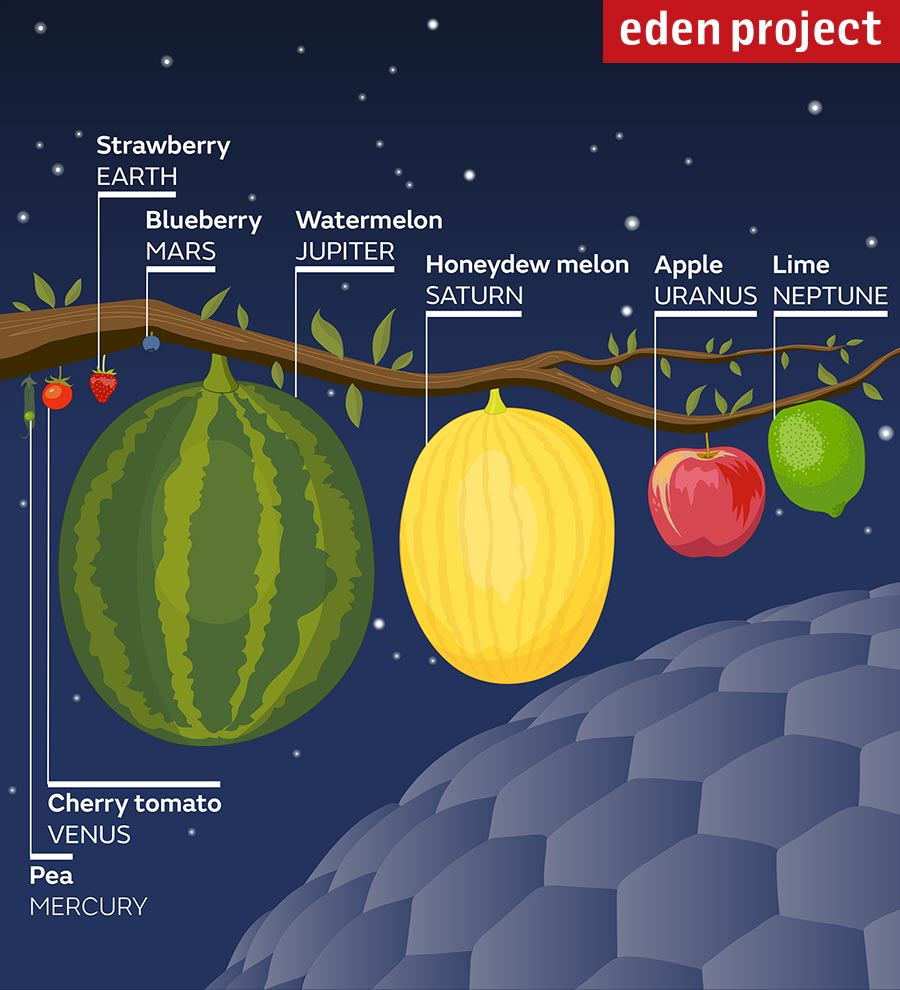 eden project
Strawberry
EARTH
Blueberry
MARS
Watermelon
JUPITER
Honeydew melon
SATURN
Apple
URANUS
Lime
NEPTUNE
Cherry tomato
VENUS
Pea
MERCURY